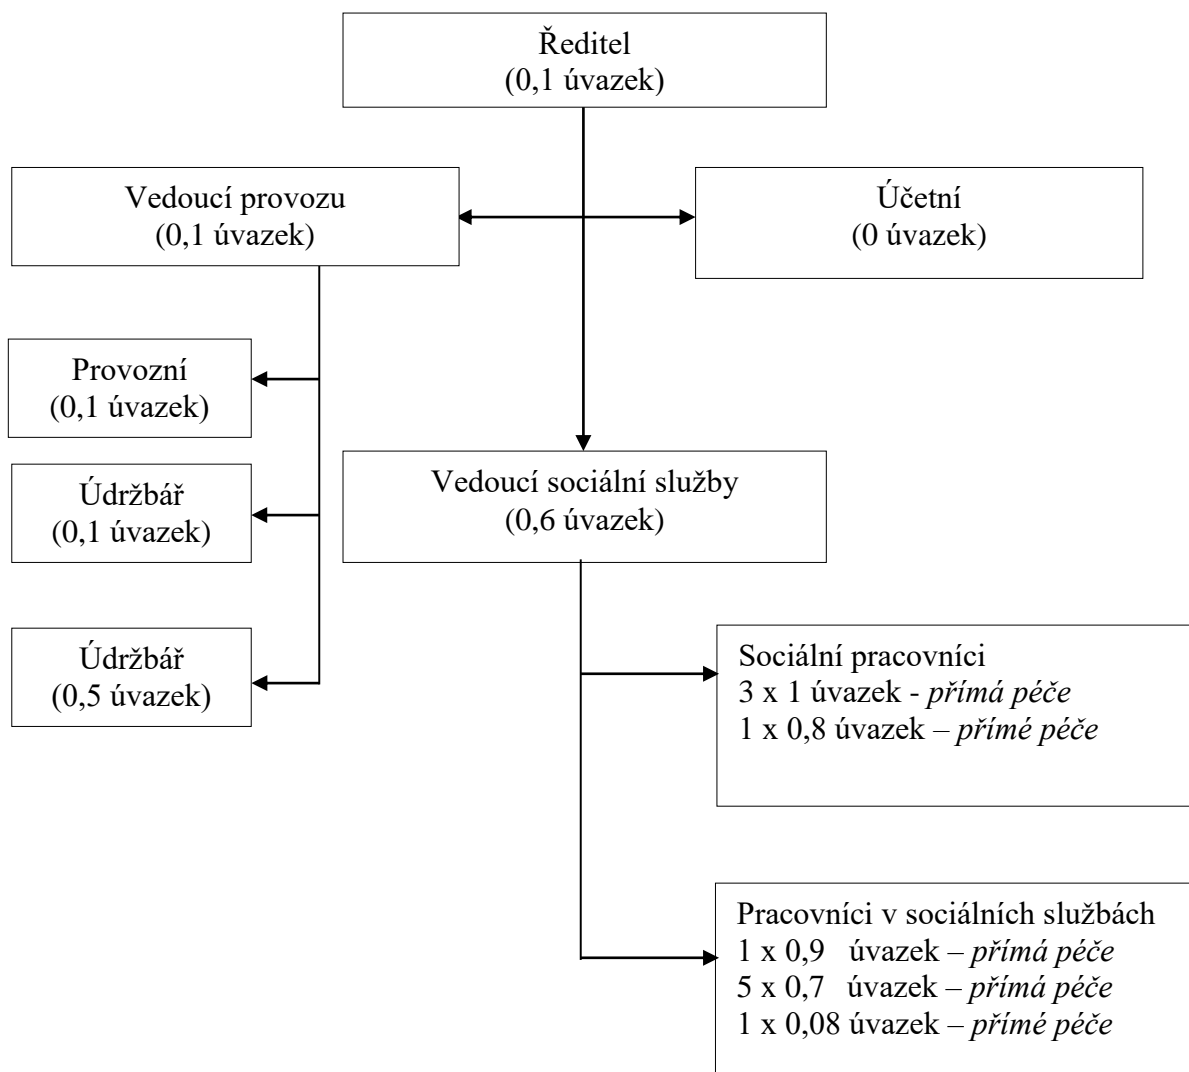 Ředitel
(0,1 úvazek)
Vedoucí provozu
(0,1 úvazek)
Účetní
(0 úvazek)
Provozní
(0,1 úvazek)
Údržbář
(0,1 úvazek)
Údržbář
(0,5 úvazek)
Vedoucí sociální služby
(0,6 úvazek)
Sociální pracovníci
3 x 1 úvazek - přímá péče
1 x 0,8 úvazek – přímé péče
Pracovníci v sociálních službách
1 x 0,9 úvazek – přímá péče
5 x 0,7 úvazek – přímá péče
1 x 0,08 úvazek – přímé péče